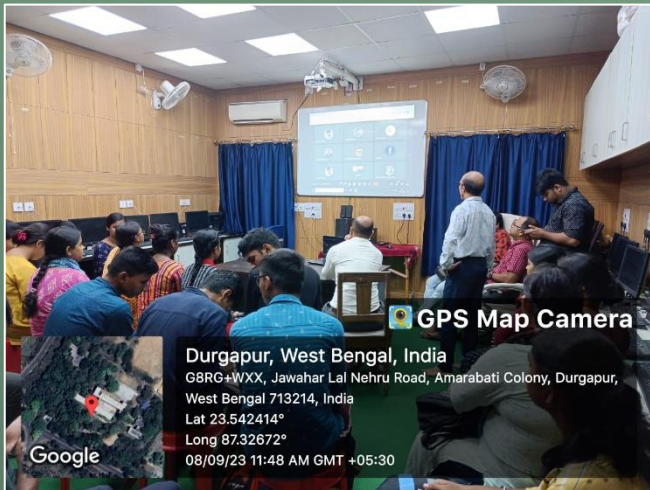 GPS Map Camera
Durgapur, West Bengal, India
G8RG+WXX, Jawahar Lal Nehru Road, Amarabati Colony, Durgapur,
West Bengal 713214, India
Lat 23.542414°
Long 87.32672°
08/09/23 11:48 AM GMT +05:30
Google